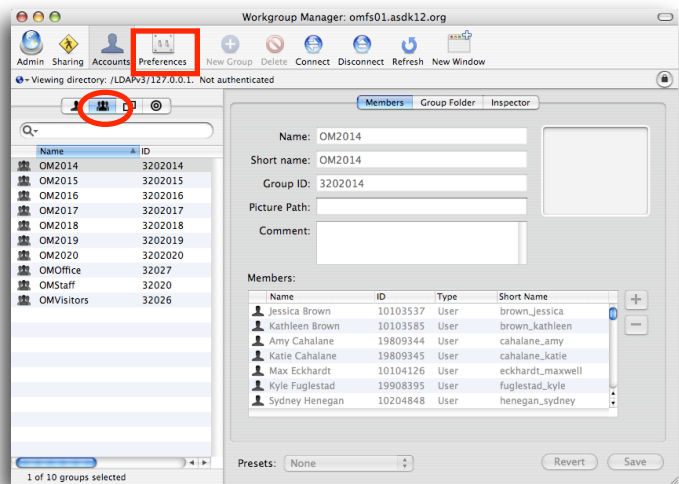 Workgroup Manager: omfs01.asdk12.org
Admin Sharing Accounts Preferences New Group Delete Connect Disconnect Refresh New Window
Viewing directory: /LDAPv3/127.0.0.1. Not authenticated
Members Group Folder Inspector
Name ID
OM2014 3202014
OM2015 3202015
OM2016 3202016
OM2017 3202017
OM2018 3202018
OM2019 3202019
OM2020 3202020
OMOffice 32027
OMStaff 32020
OMVisitors 32026
1 of 10 groups selected
Name: OM2014
Short name: OM2014
Group ID: 3202014
Picture Path:
Comment:
Members:
Name ID Type Short Name
Jessica Brown 10103537 User brown_jessica
Kathleen Brown 10103585 User brown_kathleen
Amy Cahalane 19809344 User cahalane_amy
Katie Cahalane 19809345 User cahalane_katie
Max Eckhardt 10104126 User eckhardt_maxwell
Kyle Fuglestad 19908395 User fuglestad_kyle
Sydney Henegan 10204848 User henegan_sydney
Presets: None Revert Save